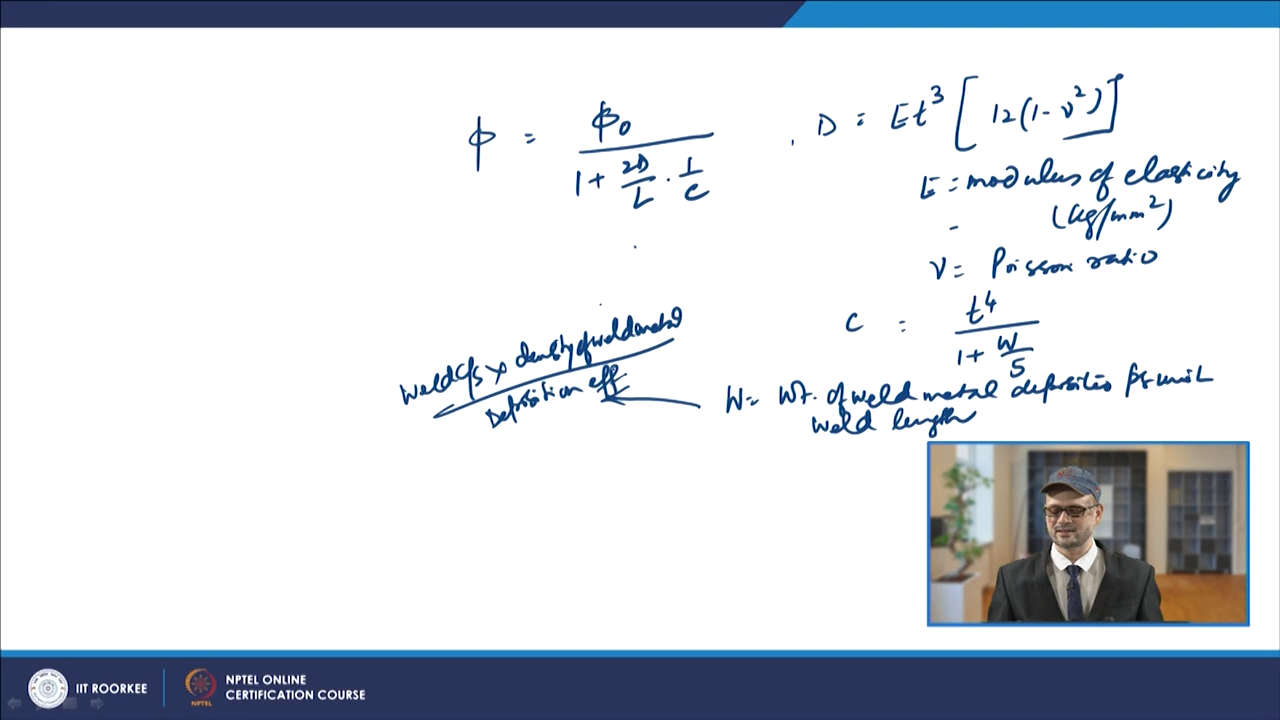 ϕ = ϕ₀ / (1 + 2D/L · 1/C)
, D = Et³ [12(1-ν²)]
E = modulus of elasticity
(kg/mm²)
ν = Poisson ratio
C = t⁴ / (1 + W/5)
Weld C/s × density of weld metal
Deposition eff
W = Wt. of weld metal deposited per unit
weld length
IIT ROORKEE
NPTEL
NPTEL ONLINE
CERTIFICATION COURSE